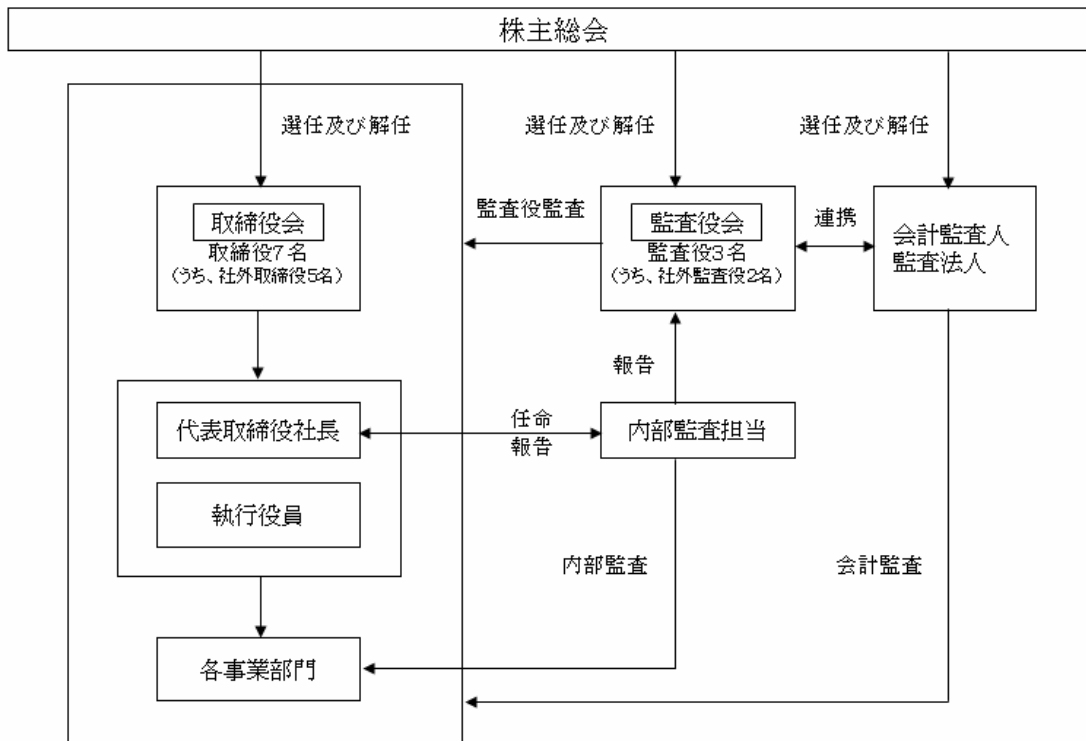 株主総会
選任及び解任
選任及び解任
選任及び解任
取締役会
取締役7名
(うち、社外取締役5名)
監査役監査
監査役会
監査役3名
(うち、社外監査役2名)
連携
会計監査人
監査法人
報告
代表取締役社長
任命
報告
内部監査担当
執行役員
内部監査
会計監査
各事業部門